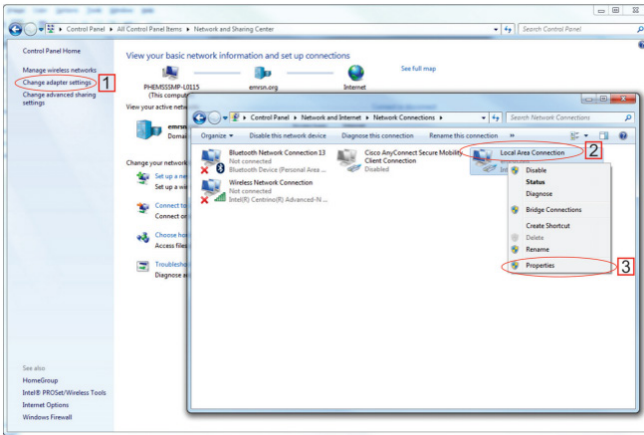 Control Panel ▸ All Control Panel Items ▸ Network and Sharing Center
Search Control Panel
Control Panel Home
Manage wireless networks
Change adapter settings
1
Change advanced sharing
settings
View your basic network information and set up connections
See full map
PHEMSSSMP-L0115
(This compute
emrsn.org
Internet
View your active netw
emrsn
Domai
Change your network
Set up a ne
Set up a wir
Connect to
Connect or
Choose hom
Access files
Troublesho
Diagnose a
See also
HomeGroup
Intel® PROSet/Wireless Tools
Internet Options
Windows Firewall
Control Panel ▸ Network and Internet ▸ Network Connections ▸
Search Network Connections
Organize
Disable this network device
Diagnose this connection
Rename this connection
»
Bluetooth Network Connection 13
Not connected
Bluetooth Device (Personal Area ...
Cisco AnyConnect Secure Mobility
Client Connection
Disabled
Local Area Connection
2
Wireless Network Connection
Not connected
Intel(R) Centrino(R) Advanced-N ...
Disable
Status
Diagnose
Bridge Connections
Create Shortcut
Delete
Rename
Properties
3